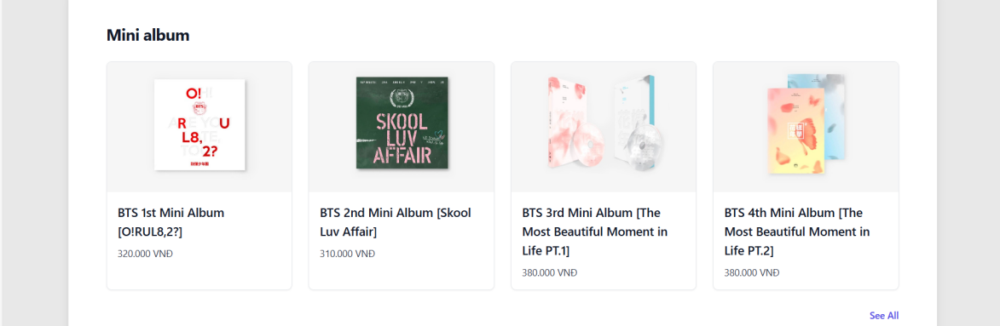 Mini album
O!
BTS
R U
L8,
2?
BTS
SKOOL
LUV
AFFAIR
BTS 1st Mini Album
[O!RUL8,2?]
320.000 VNĐ
BTS 2nd Mini Album [Skool
Luv Affair]
310.000 VNĐ
BTS 3rd Mini Album [The
Most Beautiful Moment in
Life PT.1]
380.000 VNĐ
BTS 4th Mini Album [The
Most Beautiful Moment in
Life PT.2]
380.000 VNĐ
See All